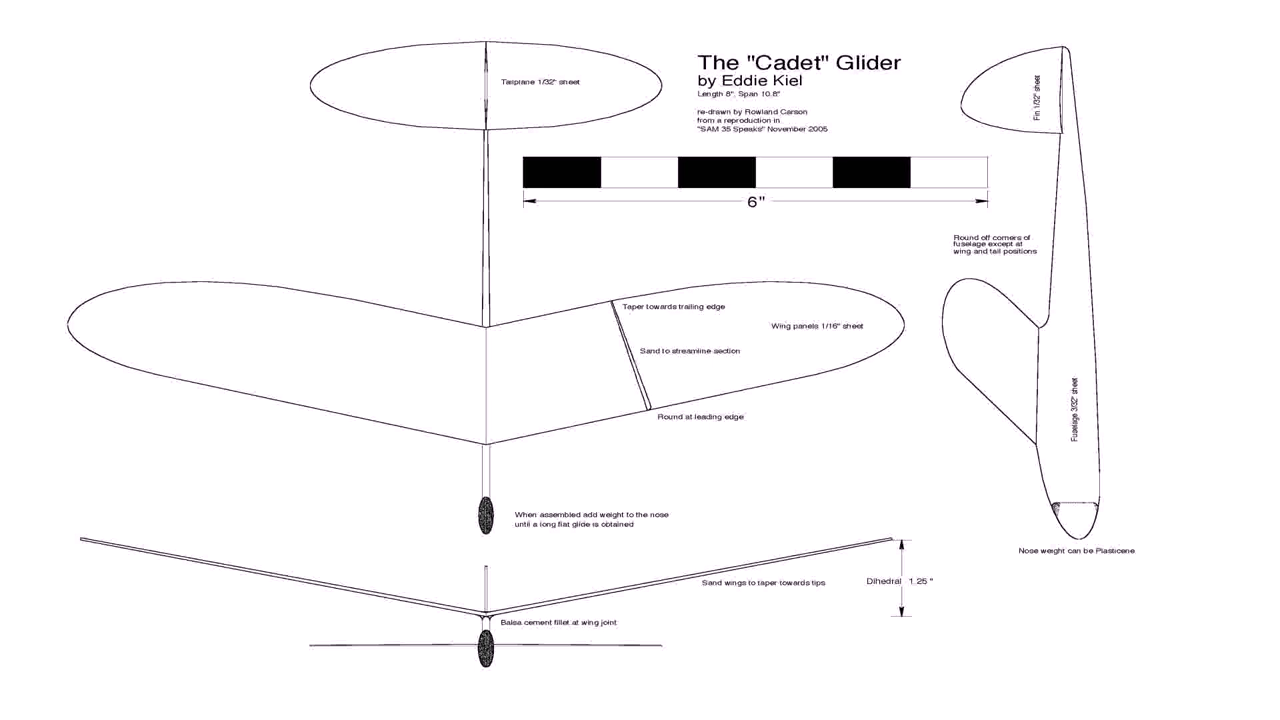 The "Cadet" Glider
by Eddie Kiel
Length 8", Span 10.8"
re-drawn by Rowland Carson
from a reproduction in
"SAM 35 Speaks" November 2005
Tailplane 1/32" sheet
Fin 1/32" sheet
6"
Round off corners of
fuselage except at
wing and tail positions
Taper towards trailing edge
Wing panels 1/16" sheet
Sand to streamline section
Round at leading edge
Fuselage 3/32" sheet
When assembled add weight to the nose
until a long flat glide is obtained
Nose weight can be Plasticene
Sand wings to taper towards tips
Dihedral 1.25 "
Balsa cement fillet at wing joint